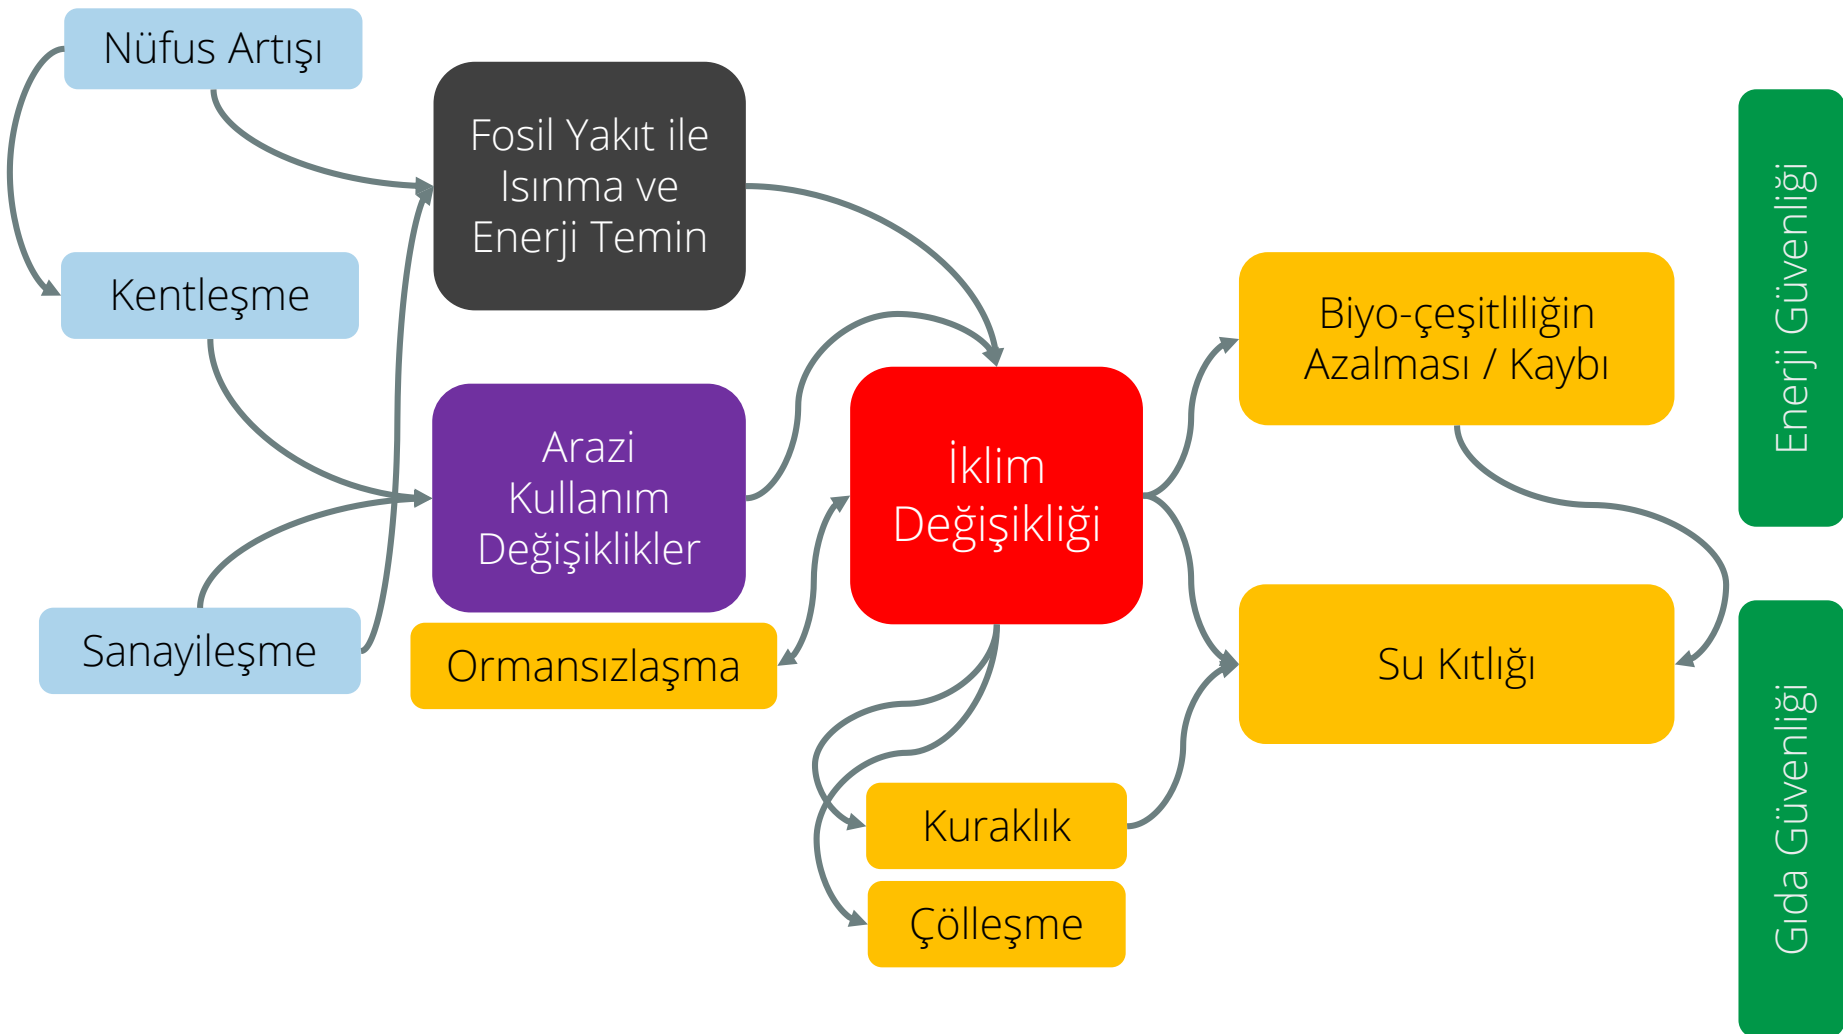 Nüfus Artışı
Fosil Yakıt ile
Isınma ve
Enerji Temin
Kentleşme
Arazi
Kullanım
Değişiklikler
Sanayileşme
Ormansızlaşma
İklim
Değişikliği
Biyo-çeşitliliğin
Azalması / Kaybı
Su Kıtlığı
Kuraklık
Çölleşme
Enerji Güvenliği
Gıda Güvenliği